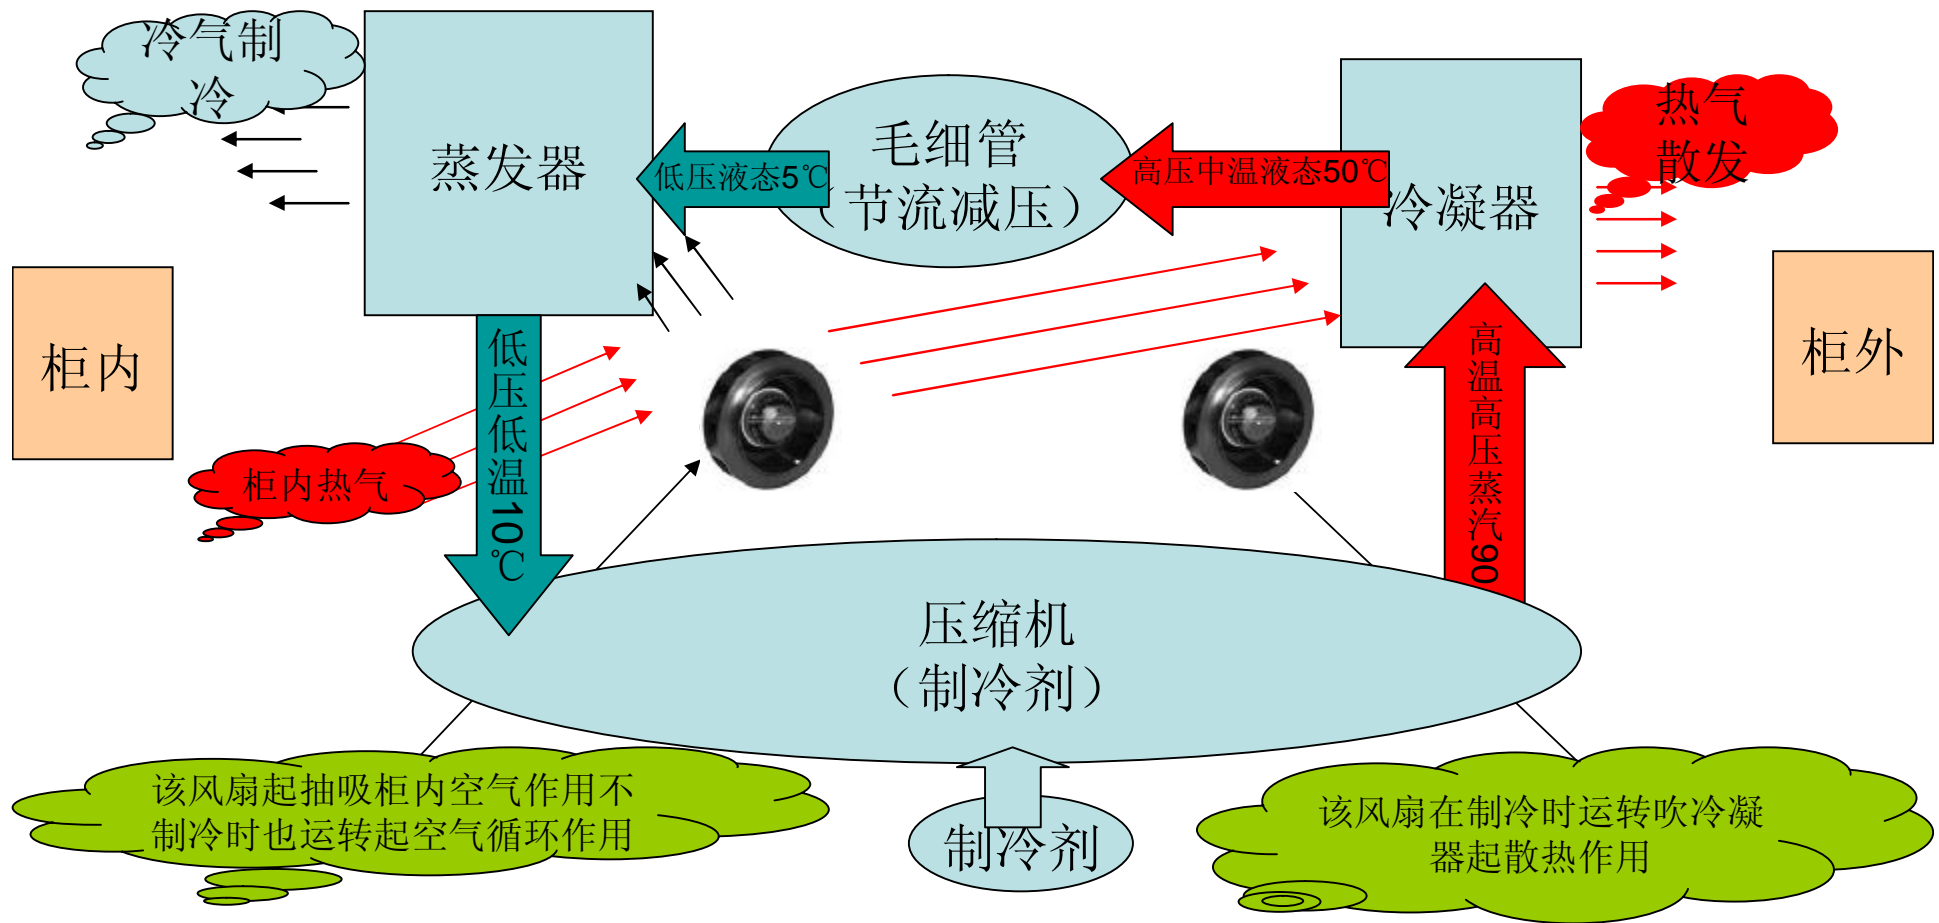 冷气制
冷
蒸发器
低压液态5℃
毛细管
（节流减压）
高压中温液态50℃
冷凝器
热气
散发
柜内
柜外
柜内热气
低压低温10℃
高温高压蒸汽90
压缩机
（制冷剂）
制冷剂
该风扇起抽吸柜内空气作用不
制冷时也运转起空气循环作用
该风扇在制冷时运转吹冷凝
器起散热作用